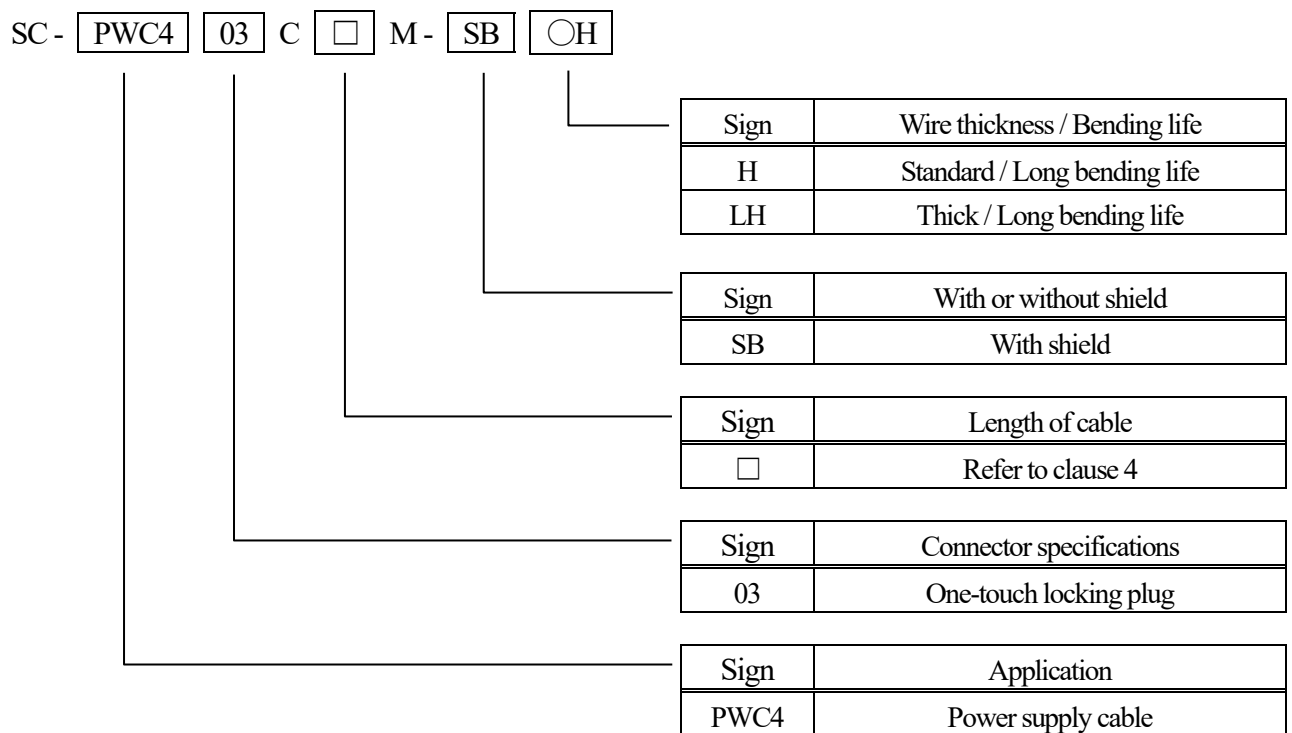 SC - PWC4 03 C □ M - SB ○H
Sign Wire thickness / Bending life
H Standard / Long bending life
LH Thick / Long bending life
Sign With or without shield
SB With shield
Sign Length of cable
□ Refer to clause 4
Sign Connector specifications
03 One-touch locking plug
Sign Application
PWC4 Power supply cable